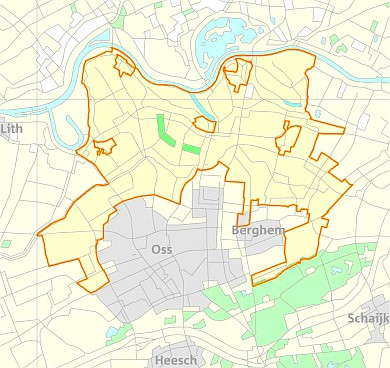 Lith
Berghem
Oss
Schaijk
Heesch